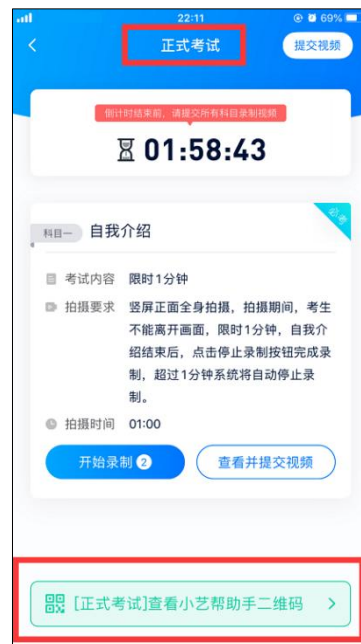 22:11
69%
正式考试
提交视频
倒计时结束前，请提交所有科目录制视频
01:58:43
必考
科目一
自我介绍
考试内容 限时1分钟
拍摄要求 竖屏正面全身拍摄，拍摄期间，考生
不能离开画面，限时1分钟，自我介
绍结束后，点击停止录制按钮完成录
制，超过1分钟系统将自动停止录
制。
拍摄时间 01:00
开始录制 2
查看并提交视频
[正式考试]查看小艺帮助手二维码